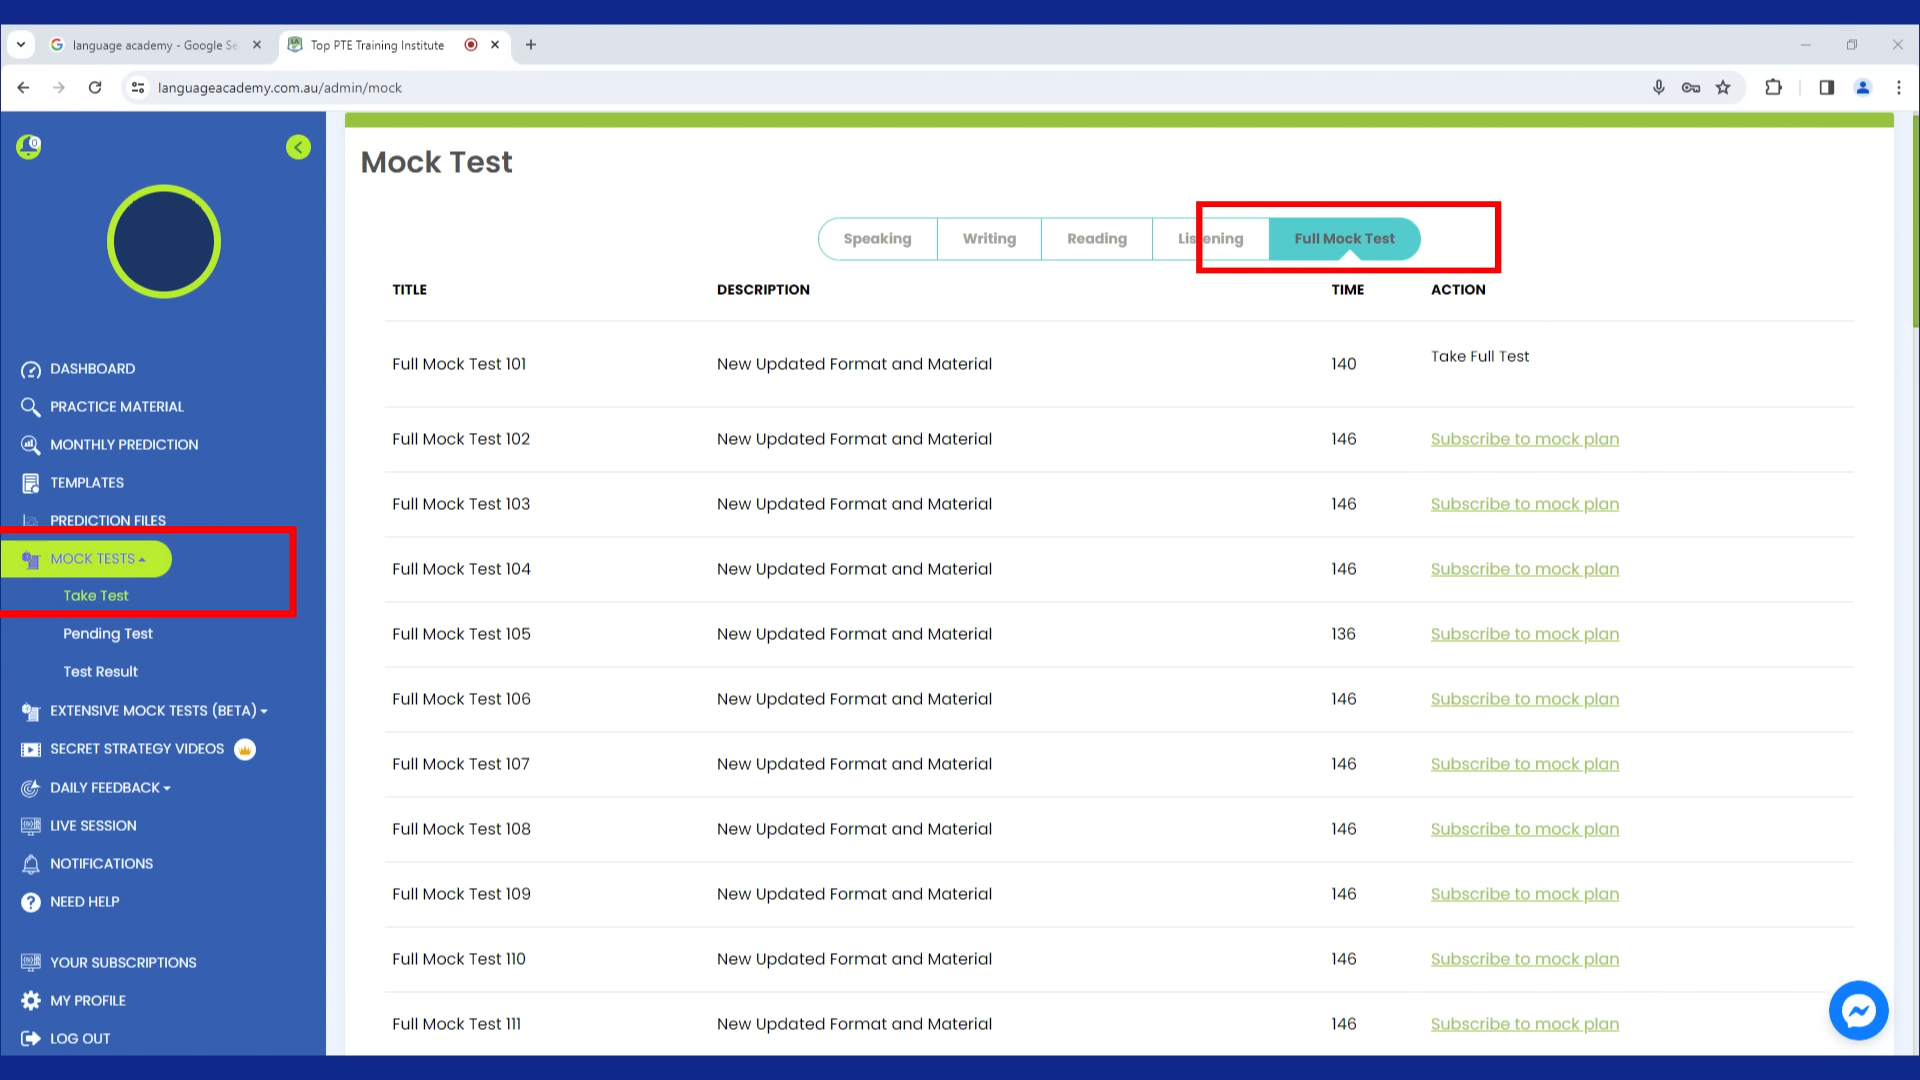 language academy - Google Se
Top PTE Training Institute
languageacademy.com.au/admin/mock
0
DASHBOARD
PRACTICE MATERIAL
MONTHLY PREDICTION
TEMPLATES
PREDICTION FILES
MOCK TESTS
Take Test
Pending Test
Test Result
EXTENSIVE MOCK TESTS (BETA)
SECRET STRATEGY VIDEOS
DAILY FEEDBACK
LIVE SESSION
NOTIFICATIONS
NEED HELP
YOUR SUBSCRIPTIONS
MY PROFILE
LOG OUT
Mock Test
Speaking Writing Reading Listening Full Mock Test
TITLE DESCRIPTION TIME ACTION
Full Mock Test 101 New Updated Format and Material 140 Take Full Test
Full Mock Test 102 New Updated Format and Material 146 Subscribe to mock plan
Full Mock Test 103 New Updated Format and Material 146 Subscribe to mock plan
Full Mock Test 104 New Updated Format and Material 146 Subscribe to mock plan
Full Mock Test 105 New Updated Format and Material 136 Subscribe to mock plan
Full Mock Test 106 New Updated Format and Material 146 Subscribe to mock plan
Full Mock Test 107 New Updated Format and Material 146 Subscribe to mock plan
Full Mock Test 108 New Updated Format and Material 146 Subscribe to mock plan
Full Mock Test 109 New Updated Format and Material 146 Subscribe to mock plan
Full Mock Test 110 New Updated Format and Material 146 Subscribe to mock plan
Full Mock Test 111 New Updated Format and Material 146 Subscribe to mock plan